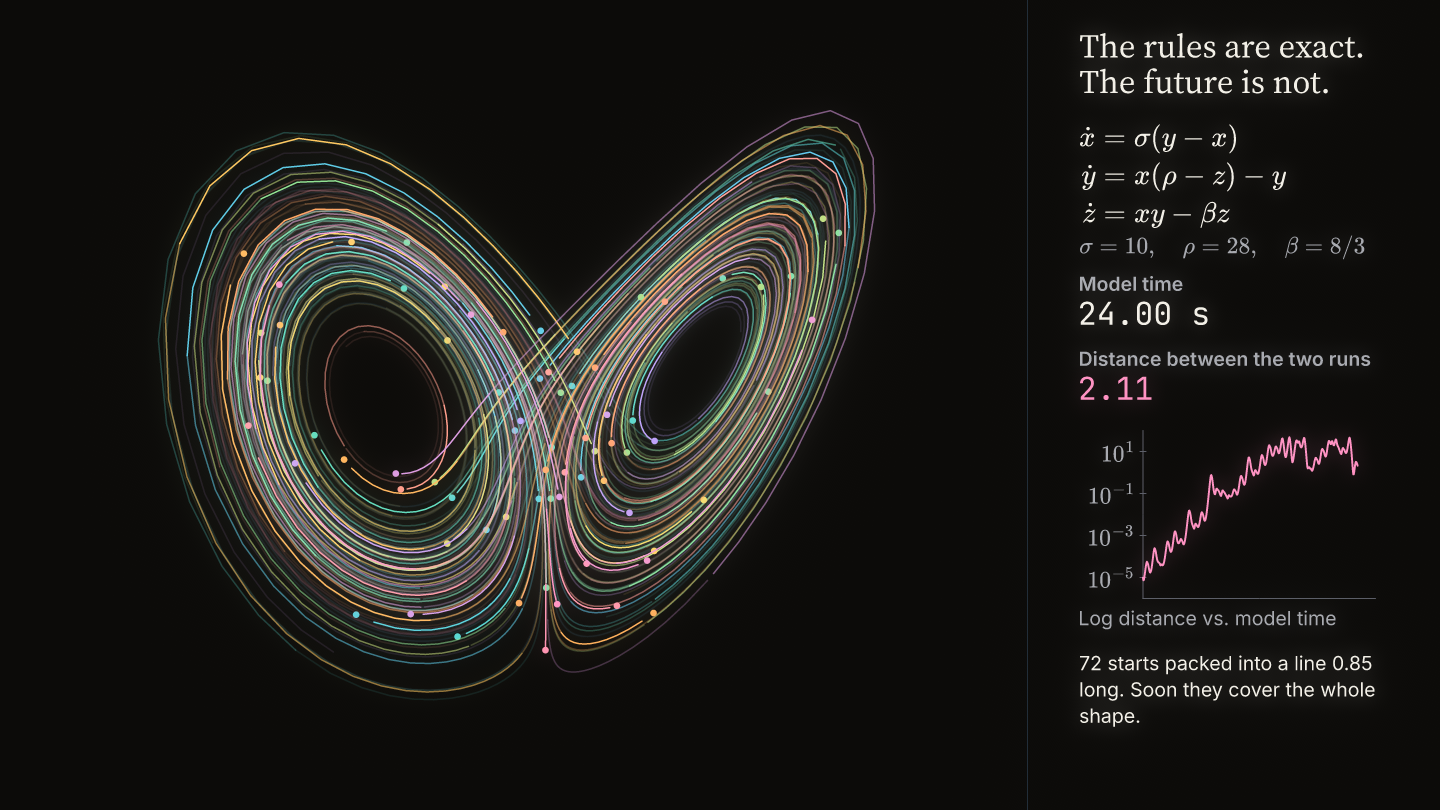 The rules are exact.
The future is not.
ẋ = σ(y − x)
ẏ = x(ρ − z) − y
ż = xy − βz
σ = 10, ρ = 28, β = 8/3
Model time
24.00 s
Distance between the two runs
2.11
10¹
10⁻¹
10⁻³
10⁻⁵
Log distance vs. model time
72 starts packed into a line 0.85
long. Soon they cover the whole
shape.